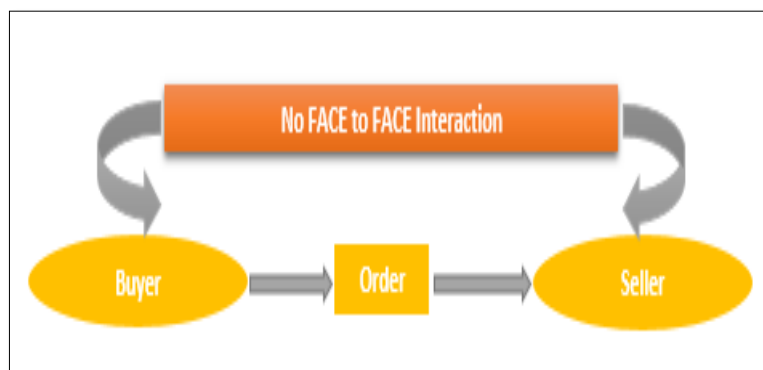 No FACE to FACE Interaction
Buyer
Order
Seller